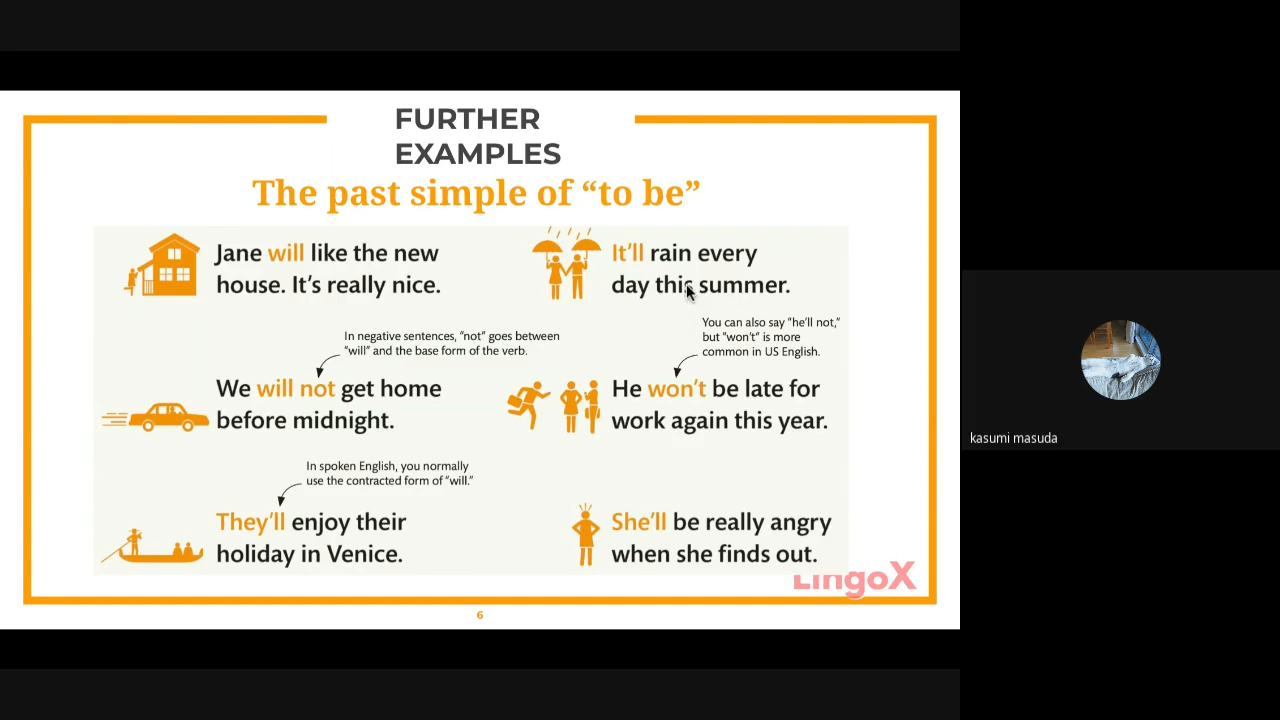 FURTHER
EXAMPLES
The past simple of “to be”
Jane will like the new
house. It’s really nice.
It’ll rain every
day this summer.
In negative sentences, “not” goes between
“will” and the base form of the verb.
We will not get home
before midnight.
You can also say “he’ll not,”
but “won’t” is more
common in US English.
He won’t be late for
work again this year.
In spoken English, you normally
use the contracted form of “will.”
They’ll enjoy their
holiday in Venice.
She’ll be really angry
when she finds out.
LingoX
6
kasumi masuda